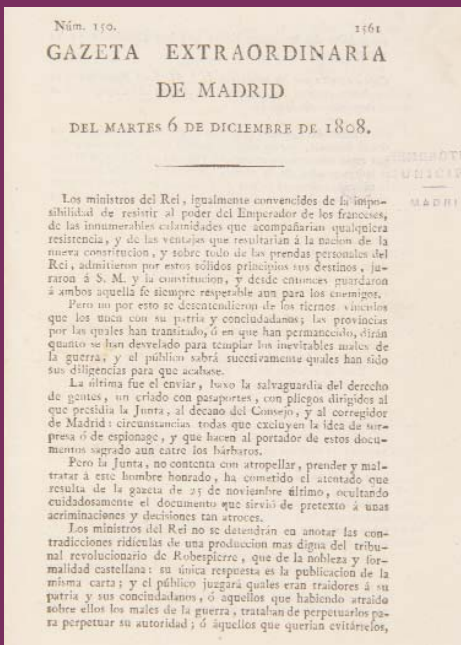 Núm. 150.
1561
GAZETA EXTRAORDINARIA
DE MADRID
DEL MARTES 6 DE DICIEMBRE DE 1808.
Los ministros del Rei, igualmente convencidos de la impo-
sibilidad de resistir al poder del Emperador de los franceses,
de las innumerables calamidades que acompañarian qualquiera
resistencia, y de las ventajas que resultarian á la nacion de la
nueva constitucion, y sobre todo de las prendas personales del
Rei, admitieron por estos sólidos principios sus destinos, ju-
raron á S. M. y la constitucion, y desde entonces guardaron
á ambos aquella fe siempre respetable aun para los enemigos.
Pero no por esto se desentendieron de los tiernos vínculos
que los unen con su patria y conciudadanos; las provincias
por las quales han transitado, ó en que han permanecido, dirán
quanto se han desvelado para templar los inevitables males de
la guerra, y el público sabrá sucesivamente quales han sido
sus diligencias para que acabase.
La última fue el enviar, baxo la salvaguardia del derecho
de gentes, un criado con pasaportes, con pliegos dirigidos al
que presidia la Junta, al decano del Consejo, y al corregidor
de Madrid: circunstancias todas que excluyen la idea de sor-
presa ó de espionage, y que hacen al portador de estos docu-
mentos sagrado aun entre los bárbaros.
Pero la Junta, no contenta con atropellar, prender y mal-
tratar á este hombre honrado, ha cometido el atentado que
resulta de la gazeta de 25 de noviembre último, ocultando
cuidadosamente el documento que sirvió de pretexto á unas
acriminaciones y decisiones tan atroces.
Los ministros del Rei no se detendrán en anotar las con-
tradicciones ridículas de una produccion mas digna del tribu-
nal revolucionario de Robespierre, que de la nobleza y for-
malidad castellana: su única respuesta es la publicacion de la
misma carta; y el público juzgará quales eran traidores á su
patria y sus conciudadanos, ó aquellos que habiendo atraido
sobre ellos los males de la guerra, trataban de perpetuarlos pa-
ra perpetuar su autoridad; ó áquellos que querian evitárselos,